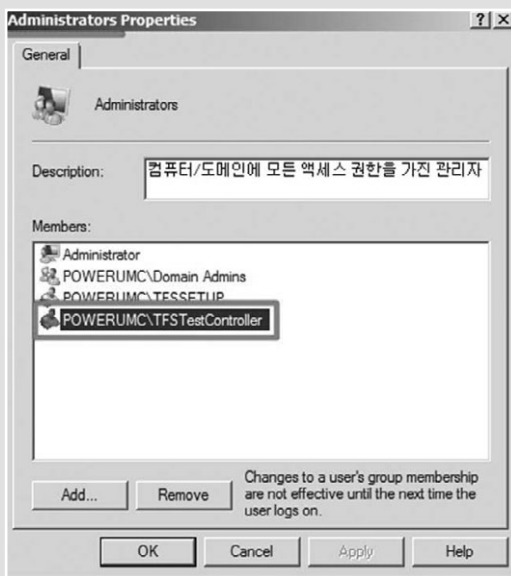 Administrators Properties
General
Administrators
Description:
컴퓨터/도메인에 모든 액세스 권한을 가진 관리자
Members:
Administrator
POWERUMC\Domain Admins
POWERUMC\TFSSETUP
POWERUMC\TFSTestController
Add...
Remove
Changes to a user's group membership
are not effective until the next time the
user logs on.
OK
Cancel
Apply
Help